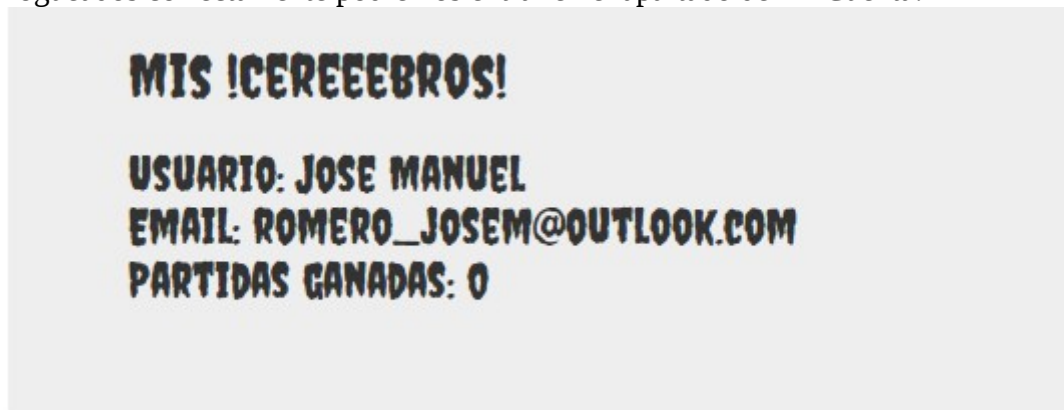 MIS !CEREEEBROS!
USUARIO: JOSE MANUEL
EMAIL: ROMERO_JOSEM@OUTLOOK.COM
PARTIDAS GANADAS: 0